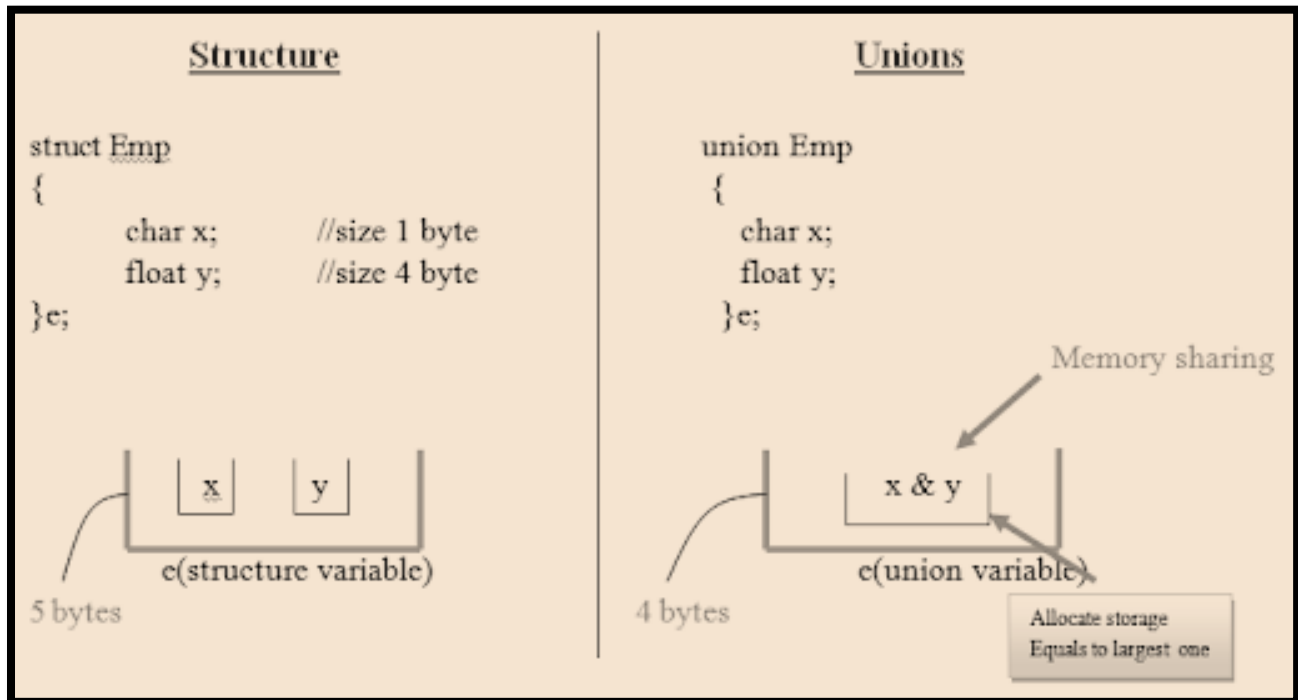 Structure
struct Emp
{
char x; //size 1 byte
float y; //size 4 byte
}e;
x
y
e(structure variable)
5 bytes
Unions
union Emp
{
char x;
float y;
}e;
Memory sharing
x & y
e(union variable)
4 bytes
Allocate storage
Equals to largest one